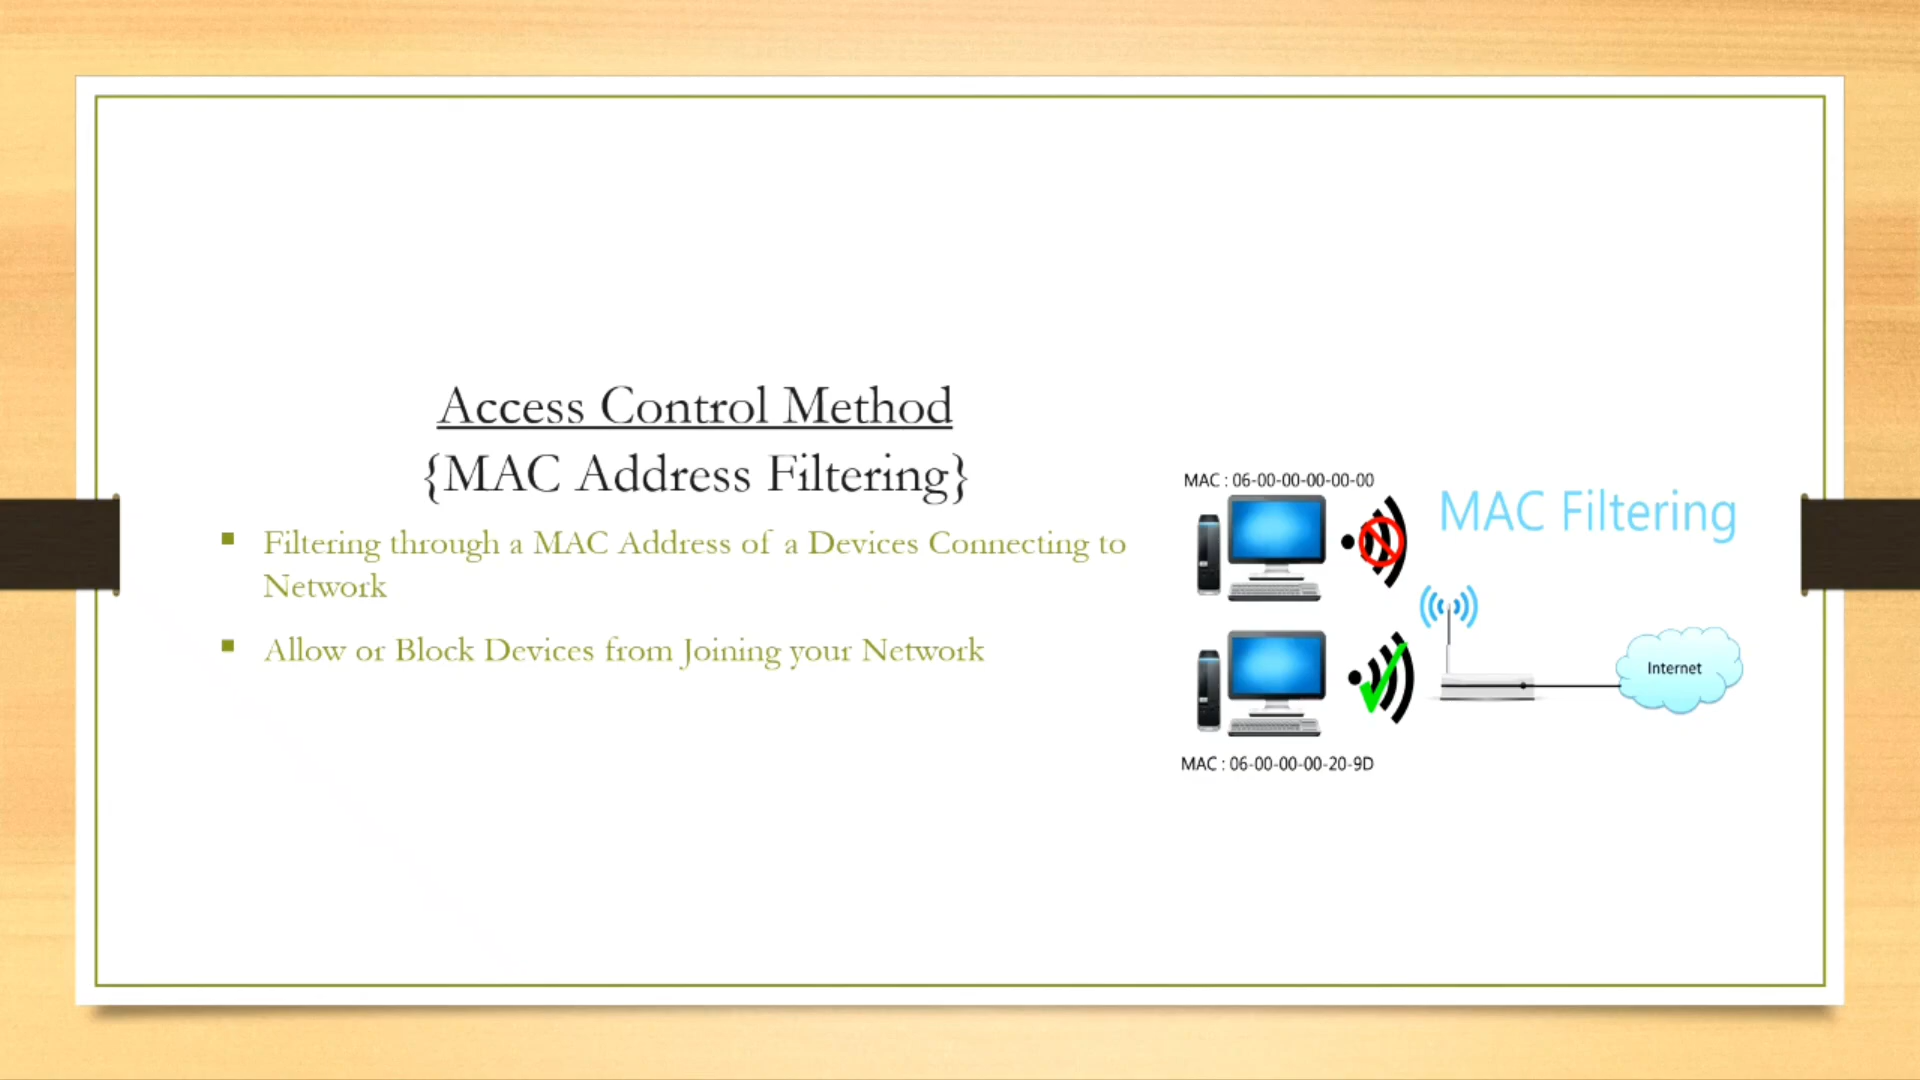 Access Control Method
{MAC Address Filtering}
▪ Filtering through a MAC Address of a Devices Connecting to
Network
▪ Allow or Block Devices from Joining your Network
MAC : 06-00-00-00-00-00
MAC Filtering
Internet
MAC : 06-00-00-00-20-9D